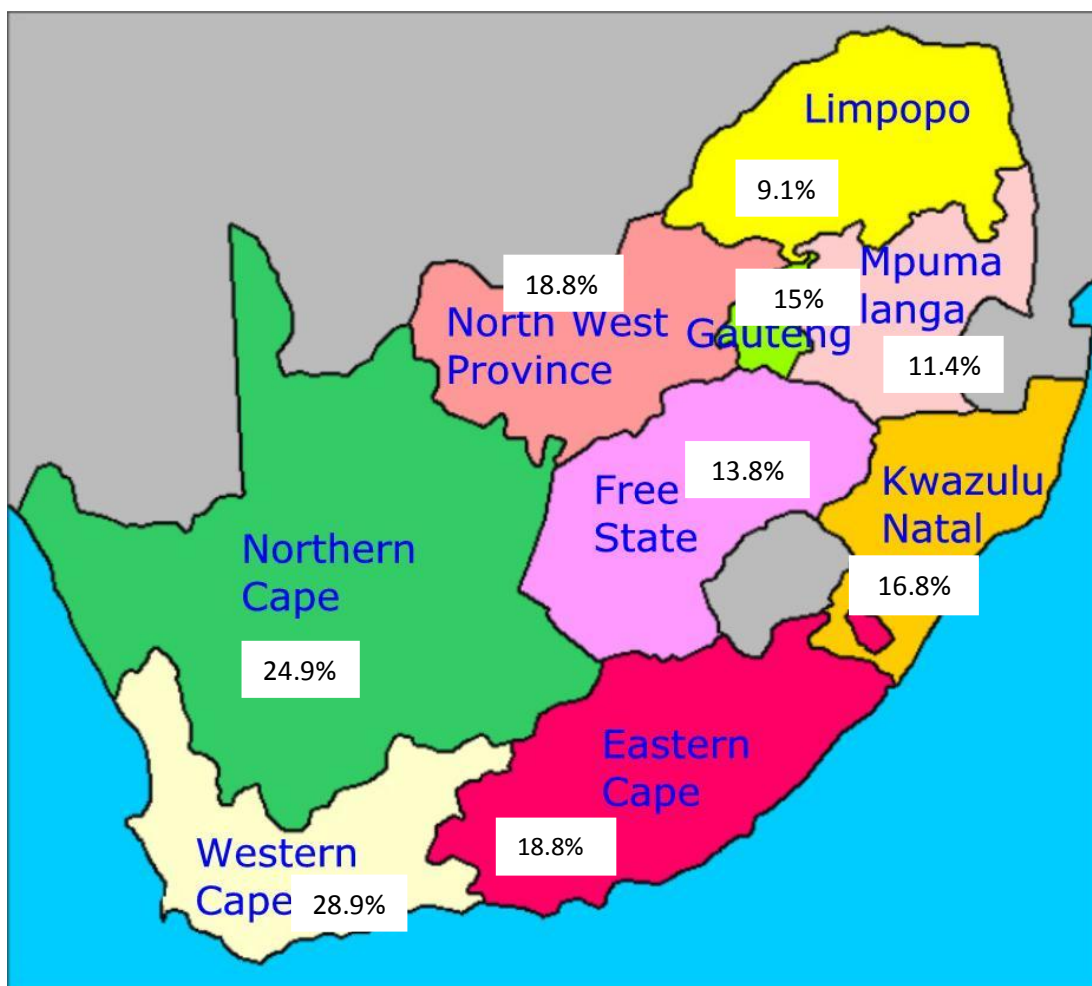 Limpopo
9.1%
Mpuma
langa
11.4%
18.8%
North West
Province
15%
Gauteng
13.8%
Free
State
Kwazulu
Natal
16.8%
Northern
Cape
24.9%
Eastern
Cape
18.8%
Western
Cape
28.9%